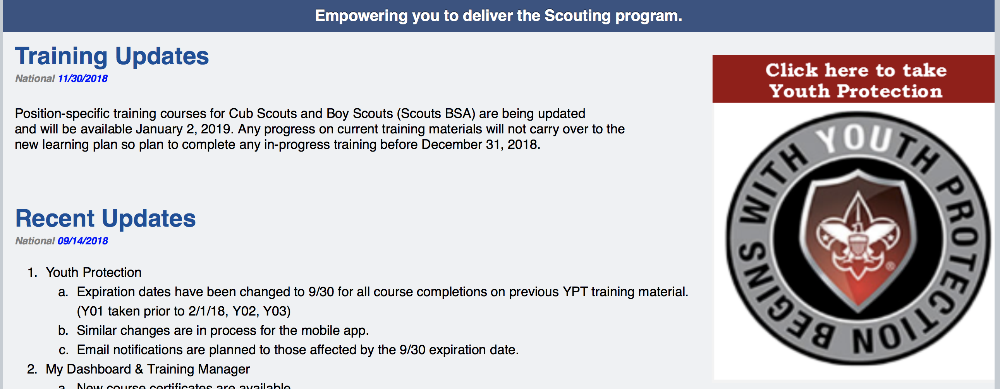 Empowering you to deliver the Scouting program.
Training Updates
National 11/30/2018
Position-specific training courses for Cub Scouts and Boy Scouts (Scouts BSA) are being updated
and will be available January 2, 2019. Any progress on current training materials will not carry over to the
new learning plan so plan to complete any in-progress training before December 31, 2018.
Recent Updates
National 09/14/2018
1. Youth Protection
a. Expiration dates have been changed to 9/30 for all course completions on previous YPT training material.
(Y01 taken prior to 2/1/18, Y02, Y03)
b. Similar changes are in process for the mobile app.
c. Email notifications are planned to those affected by the 9/30 expiration date.
2. My Dashboard & Training Manager
a. New course certificates are available
Click here to take
Youth Protection
YOUTH PROTECTION BEGINS WITH
®